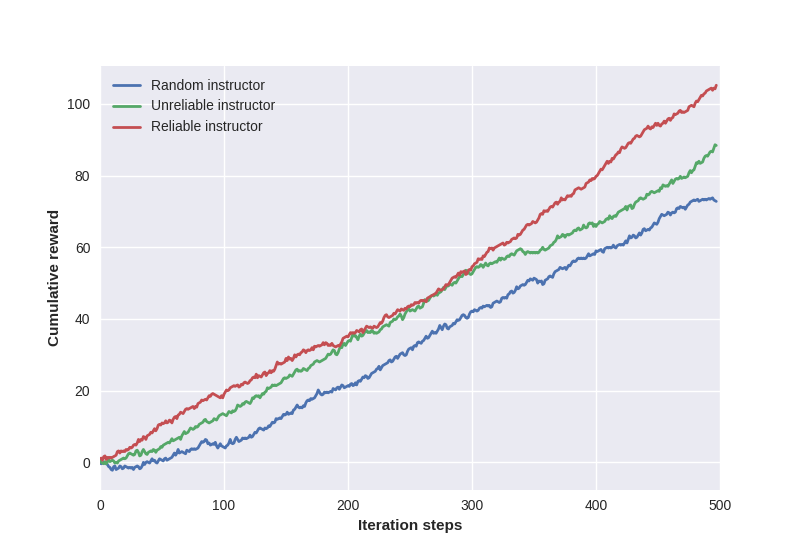 Random instructor
Unreliable instructor
Reliable instructor
100
80
60
40
20
0
Cumulative reward
0 100 200 300 400 500
Iteration steps